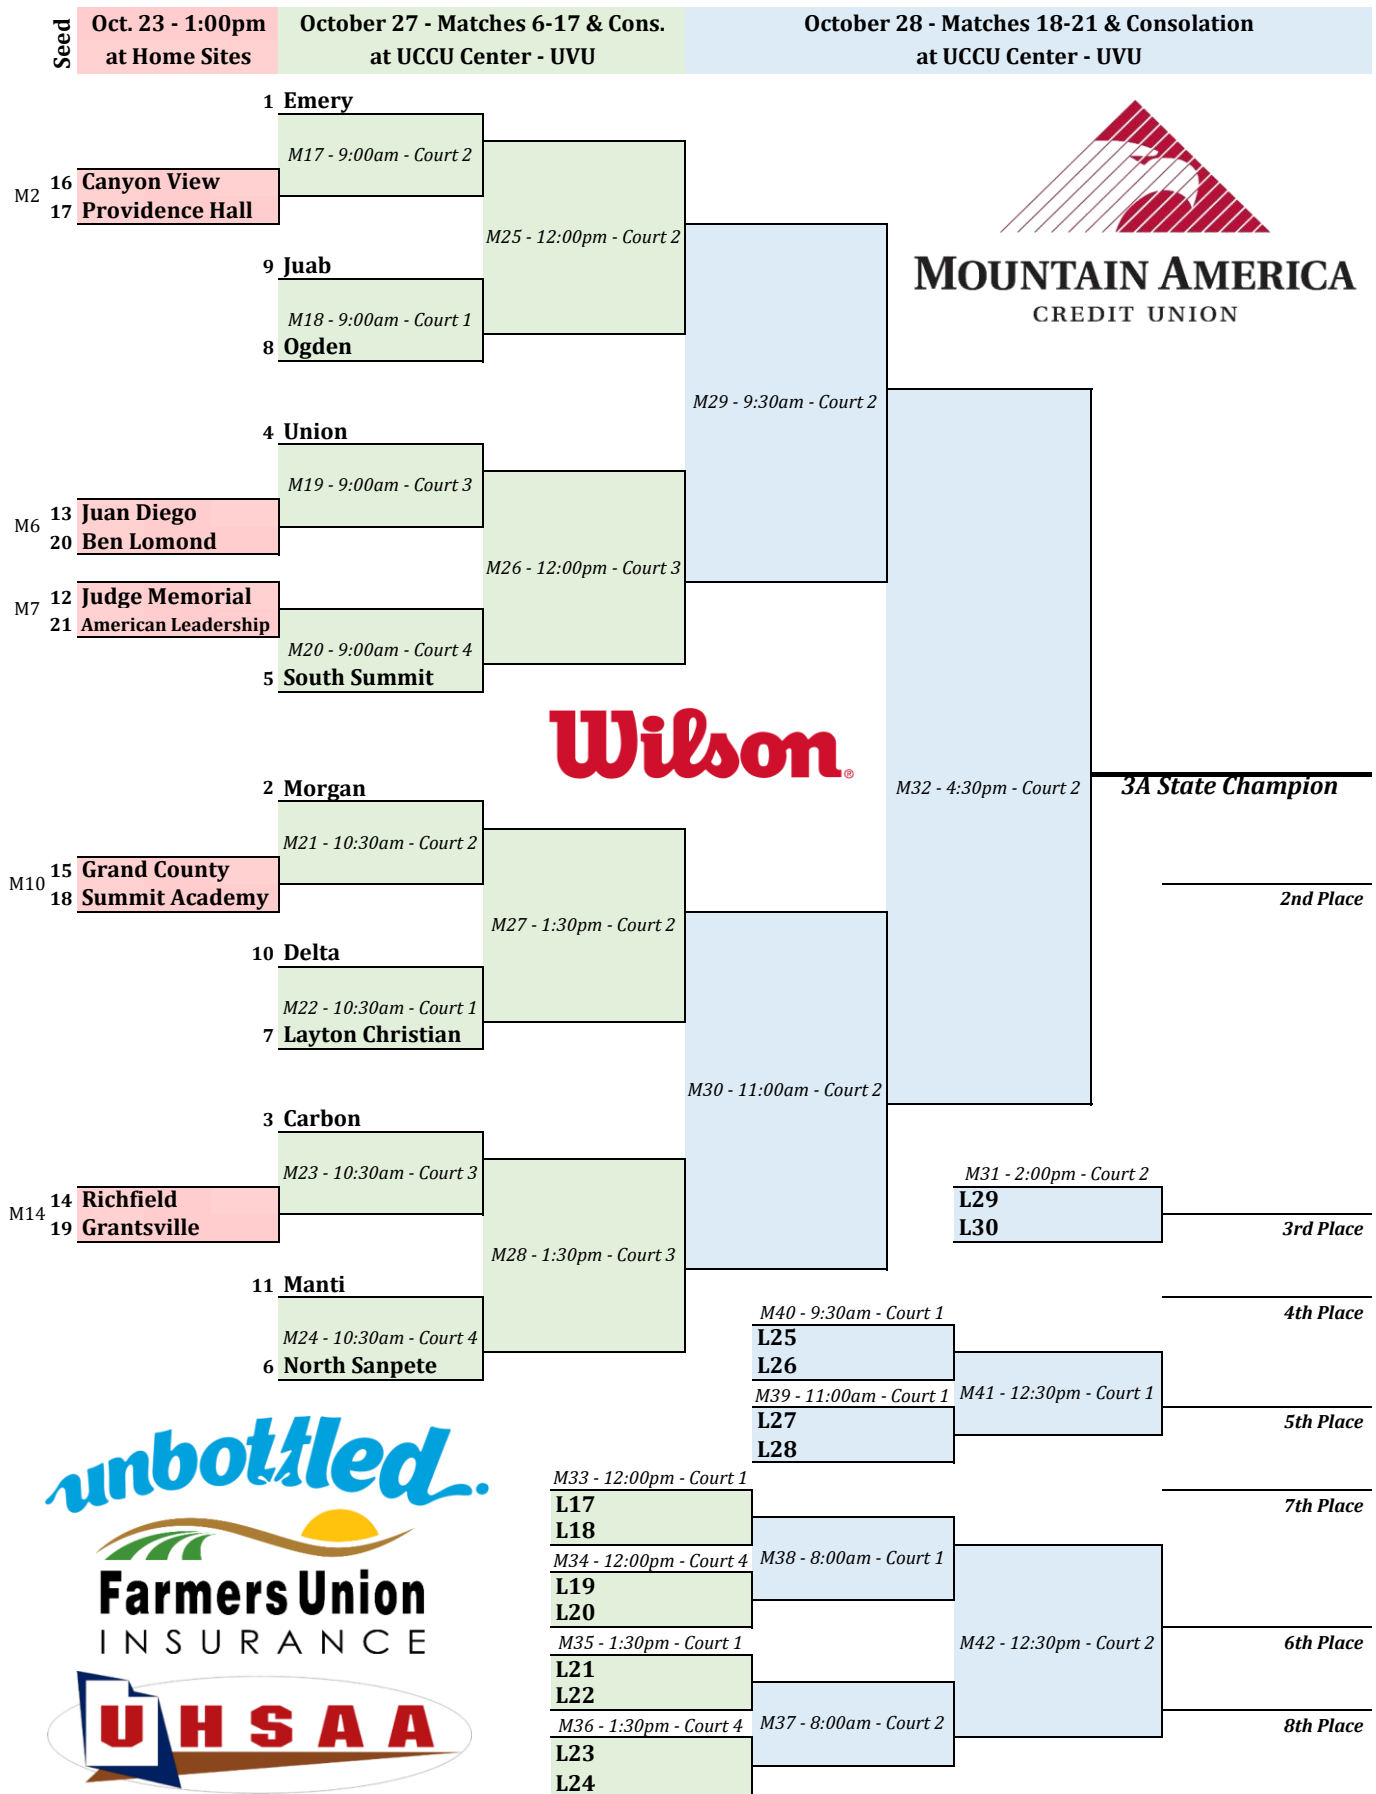 Seed
Oct. 23 - 1:00pm
at Home Sites
October 27 - Matches 6-17 & Cons.
at UCCU Center - UVU
October 28 - Matches 18-21 & Consolation
at UCCU Center - UVU
1 Emery
M17 - 9:00am - Court 2
M2
16 Canyon View
17 Providence Hall
M25 - 12:00pm - Court 2
9 Juab
M18 - 9:00am - Court 1
8 Ogden
MOUNTAIN AMERICA
CREDIT UNION
M29 - 9:30am - Court 2
4 Union
M19 - 9:00am - Court 3
M6
13 Juan Diego
20 Ben Lomond
M26 - 12:00pm - Court 3
M7
12 Judge Memorial
21 American Leadership
M20 - 9:00am - Court 4
5 South Summit
Wilson®
M32 - 4:30pm - Court 2
3A State Champion
2 Morgan
M21 - 10:30am - Court 2
M10
15 Grand County
18 Summit Academy
2nd Place
M27 - 1:30pm - Court 2
10 Delta
M22 - 10:30am - Court 1
7 Layton Christian
M30 - 11:00am - Court 2
3 Carbon
M23 - 10:30am - Court 3
M14
14 Richfield
19 Grantsville
M31 - 2:00pm - Court 2
L29
L30
3rd Place
M28 - 1:30pm - Court 3
11 Manti
M24 - 10:30am - Court 4
6 North Sanpete
4th Place
M40 - 9:30am - Court 1
L25
L26
M39 - 11:00am - Court 1
L27
L28
M41 - 12:30pm - Court 1
5th Place
7th Place
unbottled.
Farmers Union
INSURANCE
UHSAA
M33 - 12:00pm - Court 1
L17
L18
M34 - 12:00pm - Court 4
L19
L20
M38 - 8:00am - Court 1
M35 - 1:30pm - Court 1
L21
L22
M36 - 1:30pm - Court 4
L23
L24
M37 - 8:00am - Court 2
M42 - 12:30pm - Court 2
6th Place
8th Place